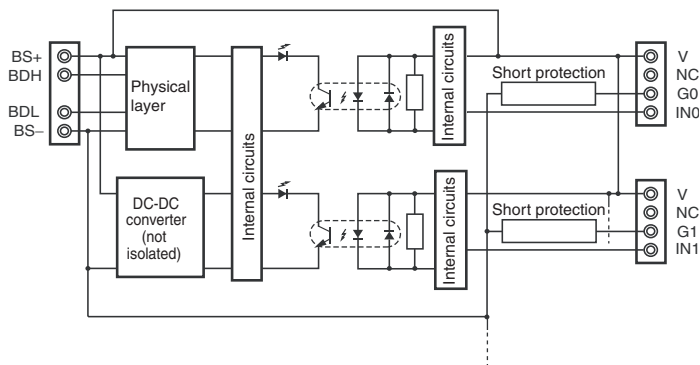 BS+
BDH
BDL
BS−
Physical
layer
DC-DC
converter
(not
isolated)
Internal circuits
Internal circuits
Internal circuits
Short protection
V
NC
G0
IN0
Short protection
V
NC
G1
IN1